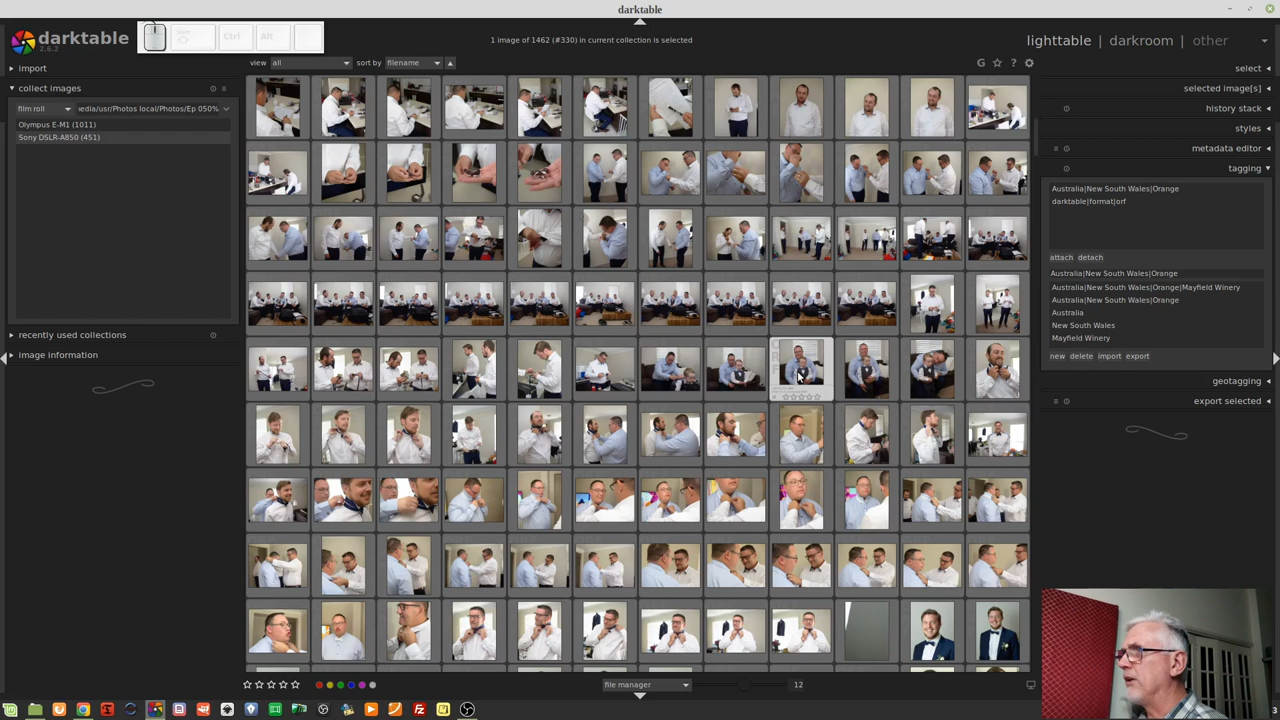 darktable
darktable
2.6.2
Ctrl
Alt
1 image of 1462 (#330) in current collection is selected
lighttable | darkroom | other
import
view all sort by filename
G ?
select
collect images
selected image[s]
film roll edia/usr/Photos local/Photos/Ep 050%
history stack
Olympus E-M1 (1011)
Sony DSLR-A850 (451)
styles
metadata editor
tagging
Australia|New South Wales|Orange
darktable|format|orf
attach detach
Australia|New South Wales|Orange
Australia|New South Wales|Orange|Mayfield Winery
Australia|New South Wales|Orange
Australia
New South Wales
Mayfield Winery
new delete import export
recently used collections
image information
geotagging
export selected
file manager
12